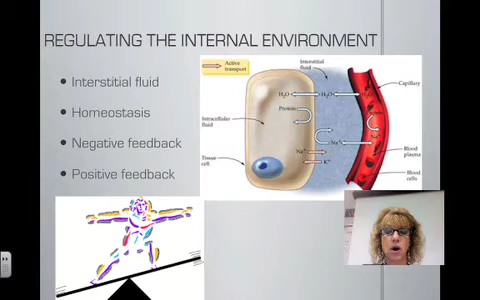 REGULATING THE INTERNAL ENVIRONMENT
Interstitial fluid
Homeostasis
Negative feedback
Positive feedback
Active
transport
Interstitial
fluid
Capillary
H₂O
H₂O
H₂O
Protein
Intracellular
fluid
Na⁺
Na⁺
K⁺
Tissue
cell
Blood
plasma
Blood
cells